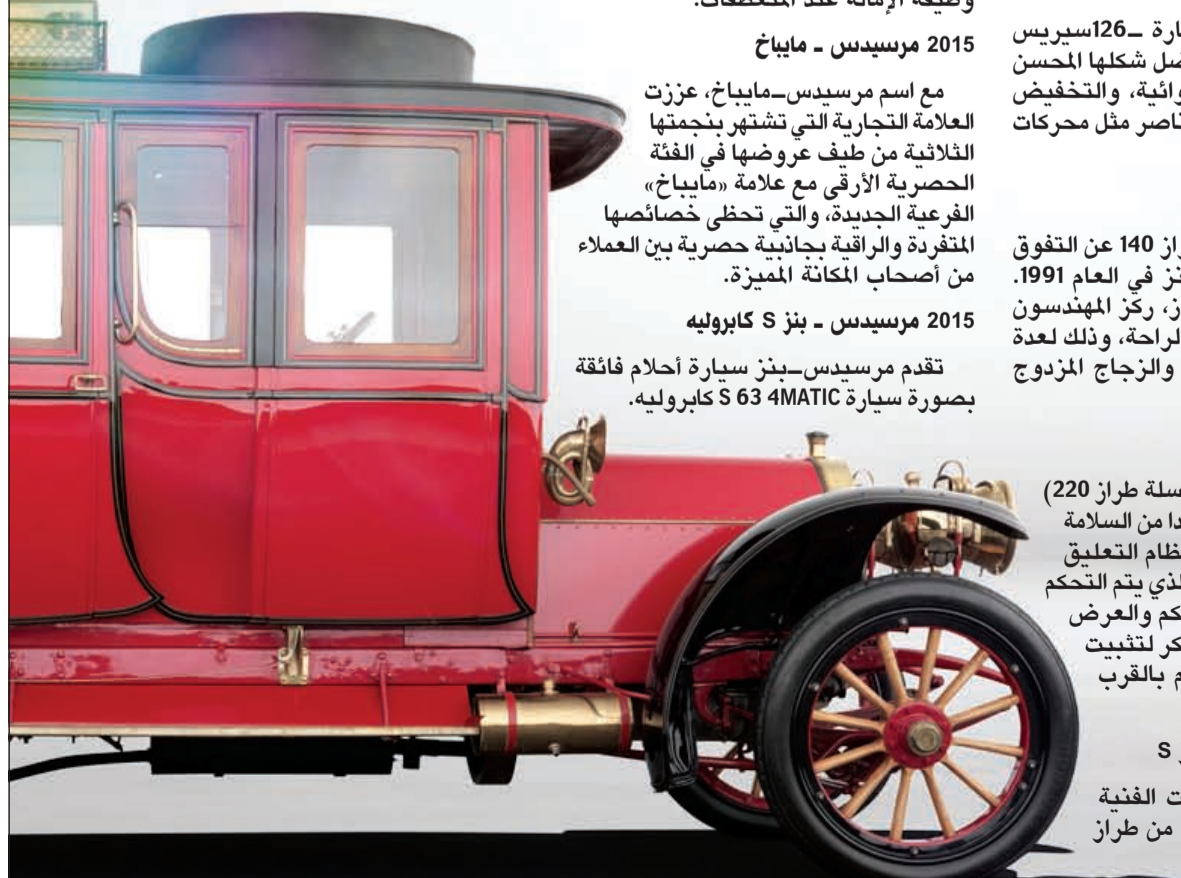 سيارة –126سيريس
ضل شكلها المحسن
وائية، والتخفيض
ناصر مثل محركات
راز 140 عن التفوق
نز في العام 1991.
ز، ركز المهندسون
لراحة، وذلك لعدة
والزجاج المزدوج
سلة طراز 220)
دا من السلامة
ظام التعليق
لذي يتم التحكم
كم والعرض
كر لتثبيت
م بالقرب
S
ت الفنية
من طراز
وظيفة الإمالة عند المنعطفات.
2015 مرسيدس - مايباخ
مع اسم مرسيدس–مايباخ، عززت
العلامة التجارية التي تشتهر بنجمتها
الثلاثية من طيف عروضها في الفئة
الحصرية الأرقى مع علامة «مايباخ»
الفرعية الجديدة، والتي تحظى خصائصها
المتفردة والراقية بجاذبية حصرية بين العملاء
من أصحاب المكانة المميزة.
2015 مرسيدس - بنز S كابروليه
تقدم مرسيدس–بنز سيارة أحلام فائقة
بصورة سيارة S 63 4MATIC كابروليه.